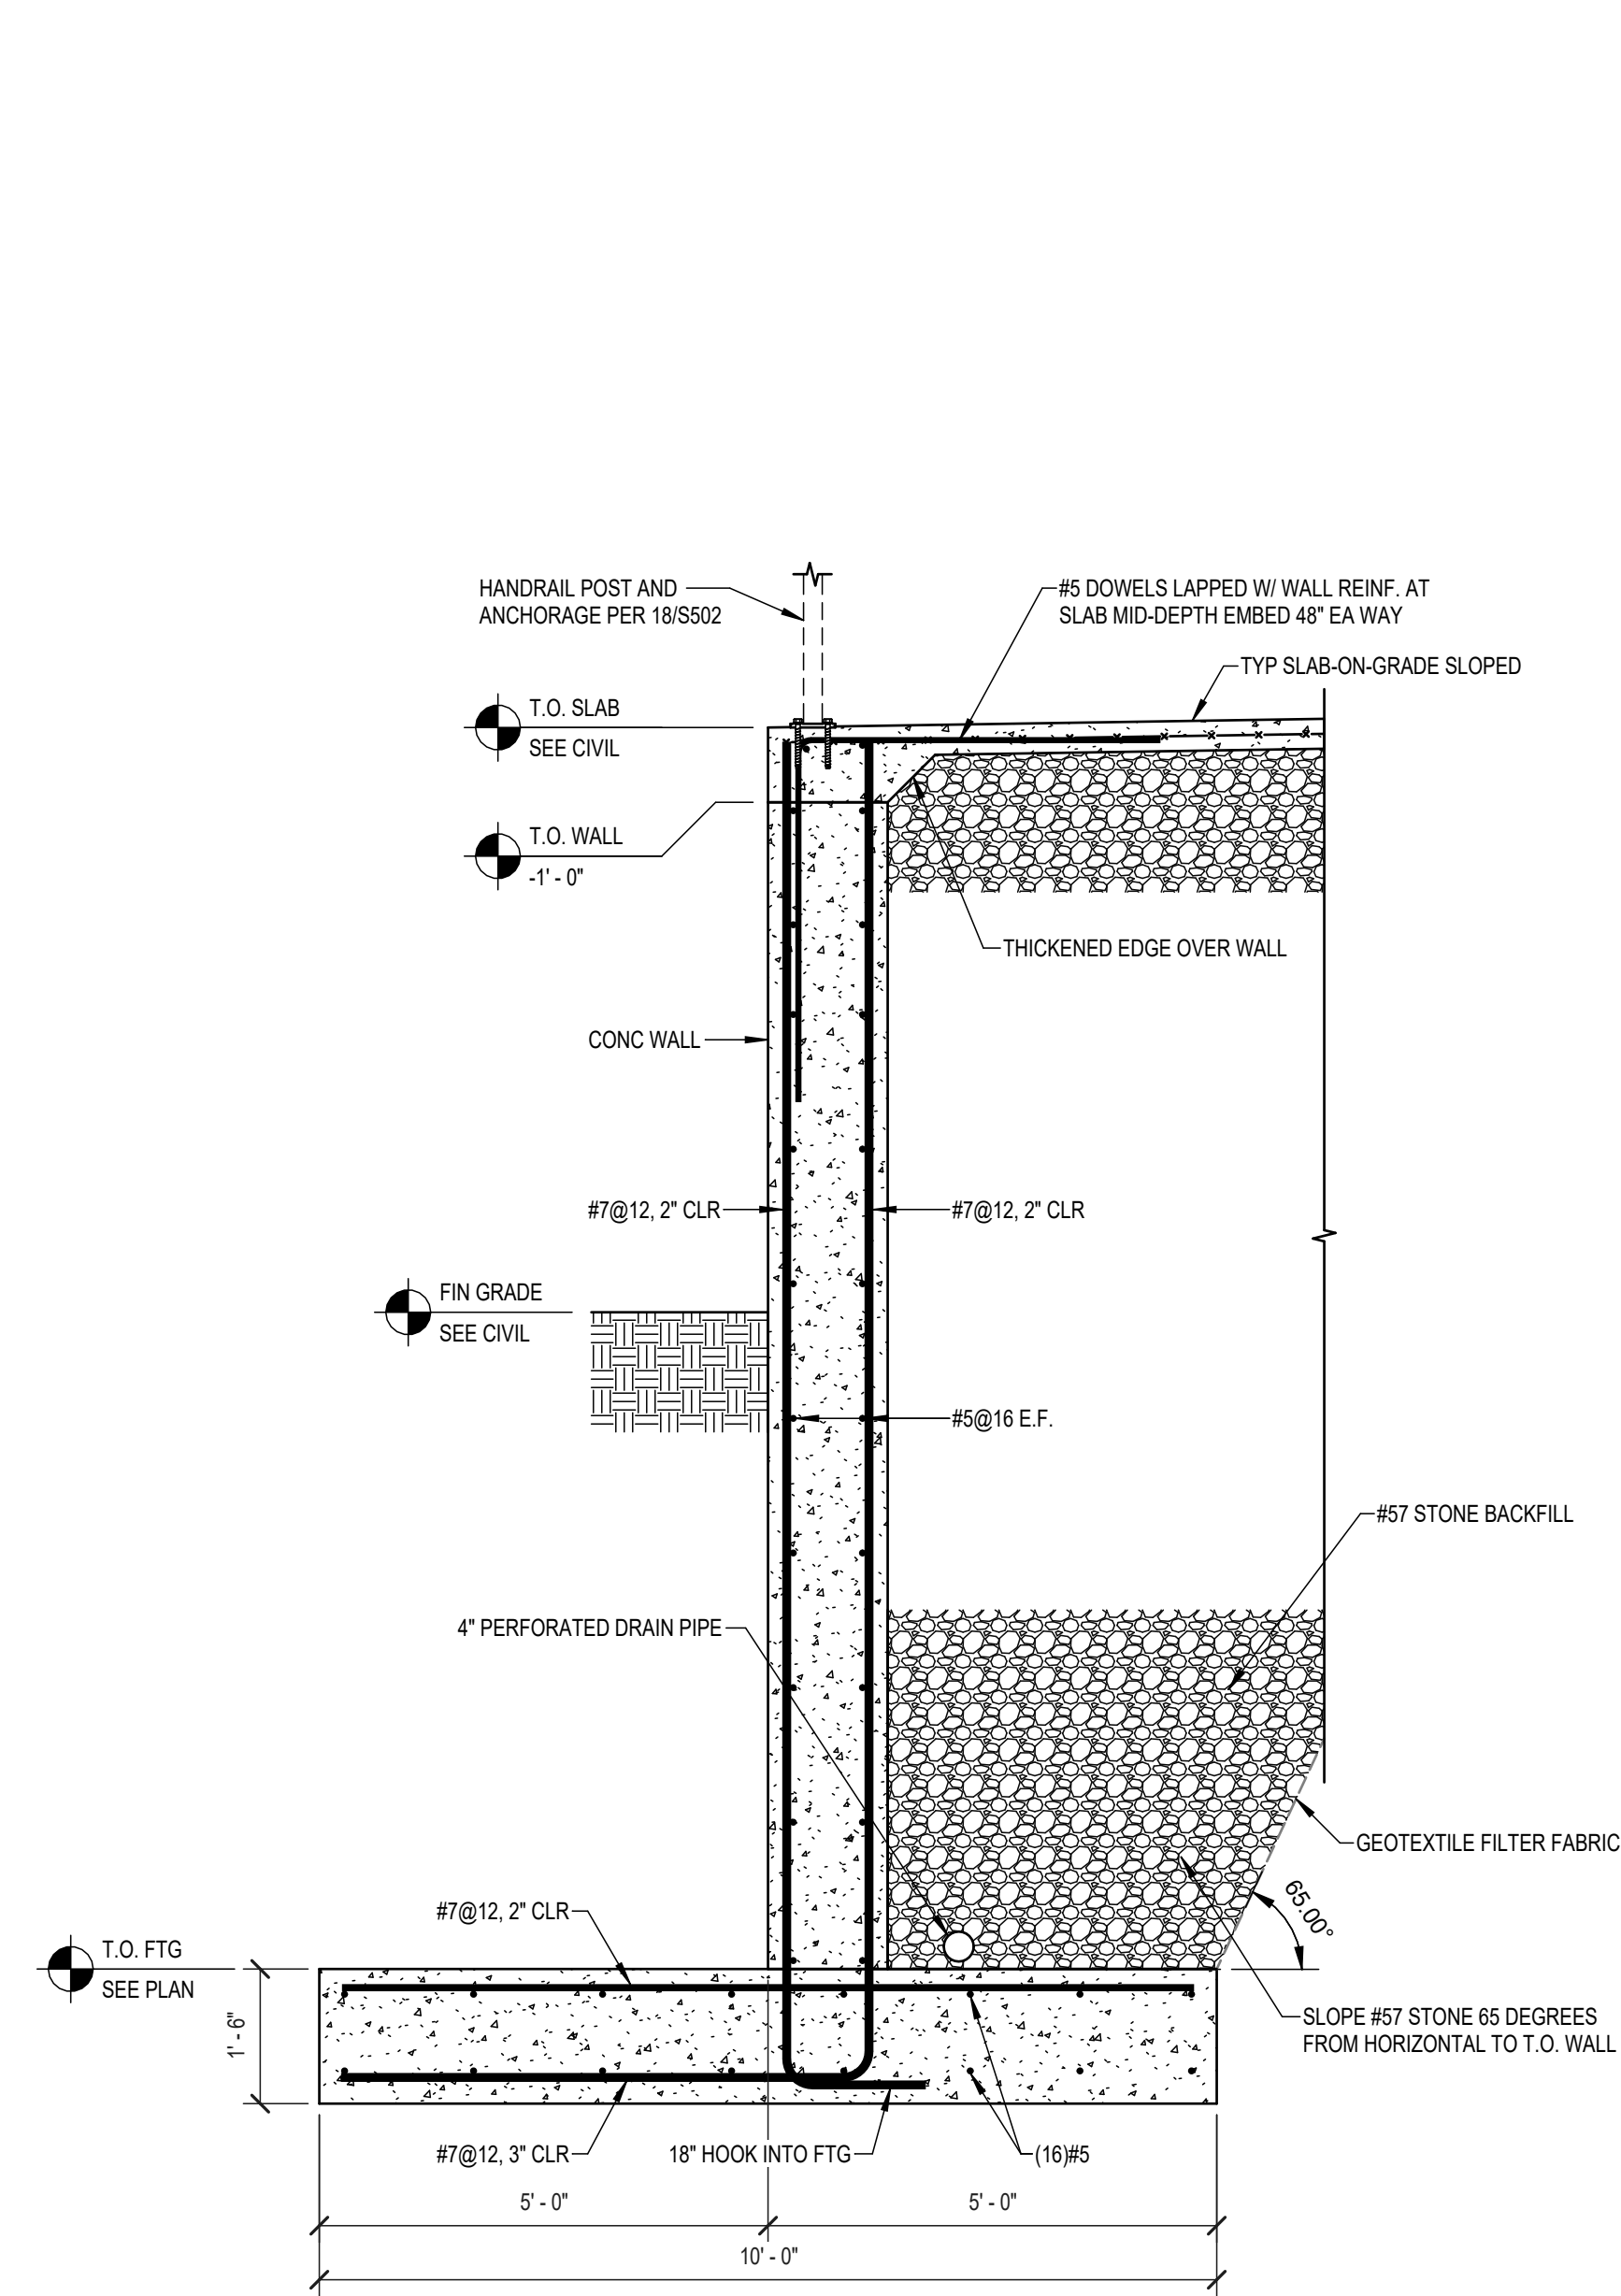 HANDRAIL POST AND
ANCHORAGE PER 18/S502
#5 DOWELS LAPPED W/ WALL REINF. AT
SLAB MID-DEPTH EMBED 48" EA WAY
TYP SLAB-ON-GRADE SLOPED
T.O. SLAB
SEE CIVIL
T.O. WALL
-1' - 0"
THICKENED EDGE OVER WALL
CONC WALL
#7@12, 2" CLR
#7@12, 2" CLR
FIN GRADE
SEE CIVIL
#5@16 E.F.
#57 STONE BACKFILL
4" PERFORATED DRAIN PIPE
GEOTEXTILE FILTER FABRIC
65.00°
#7@12, 2" CLR
T.O. FTG
SEE PLAN
1' - 6"
SLOPE #57 STONE 65 DEGREES
FROM HORIZONTAL TO T.O. WALL
#7@12, 3" CLR
18" HOOK INTO FTG
(16)#5
5' - 0"
5' - 0"
10' - 0"